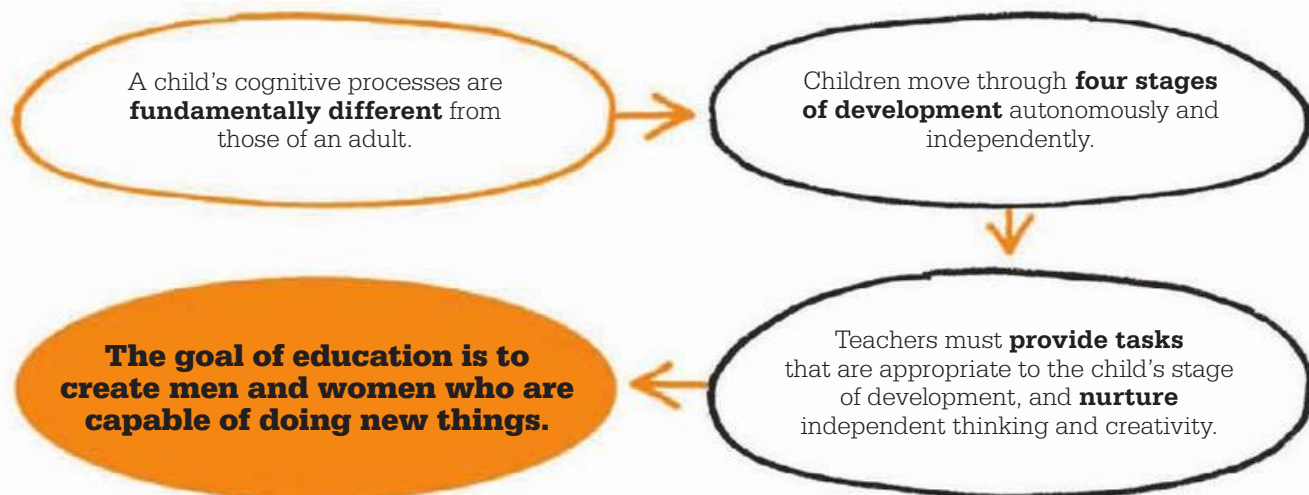 A child's cognitive processes are
fundamentally different from
those of an adult.
Children move through four stages
of development autonomously and
independently.
Teachers must provide tasks
that are appropriate to the child's stage
of development, and nurture
independent thinking and creativity.
The goal of education is to
create men and women who are
capable of doing new things.